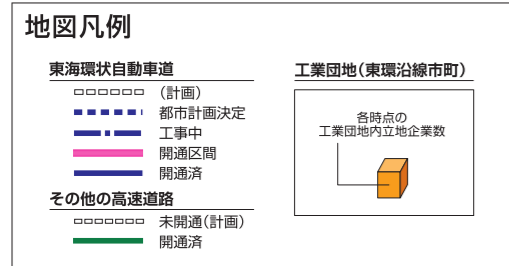 地図凡例
東海環状自動車道
(計画)
都市計画決定
工事中
開通区間
開通済
その他の高速道路
未開通(計画)
開通済
工業団地(東環沿線市町)
各時点の
工業団地内立地企業数